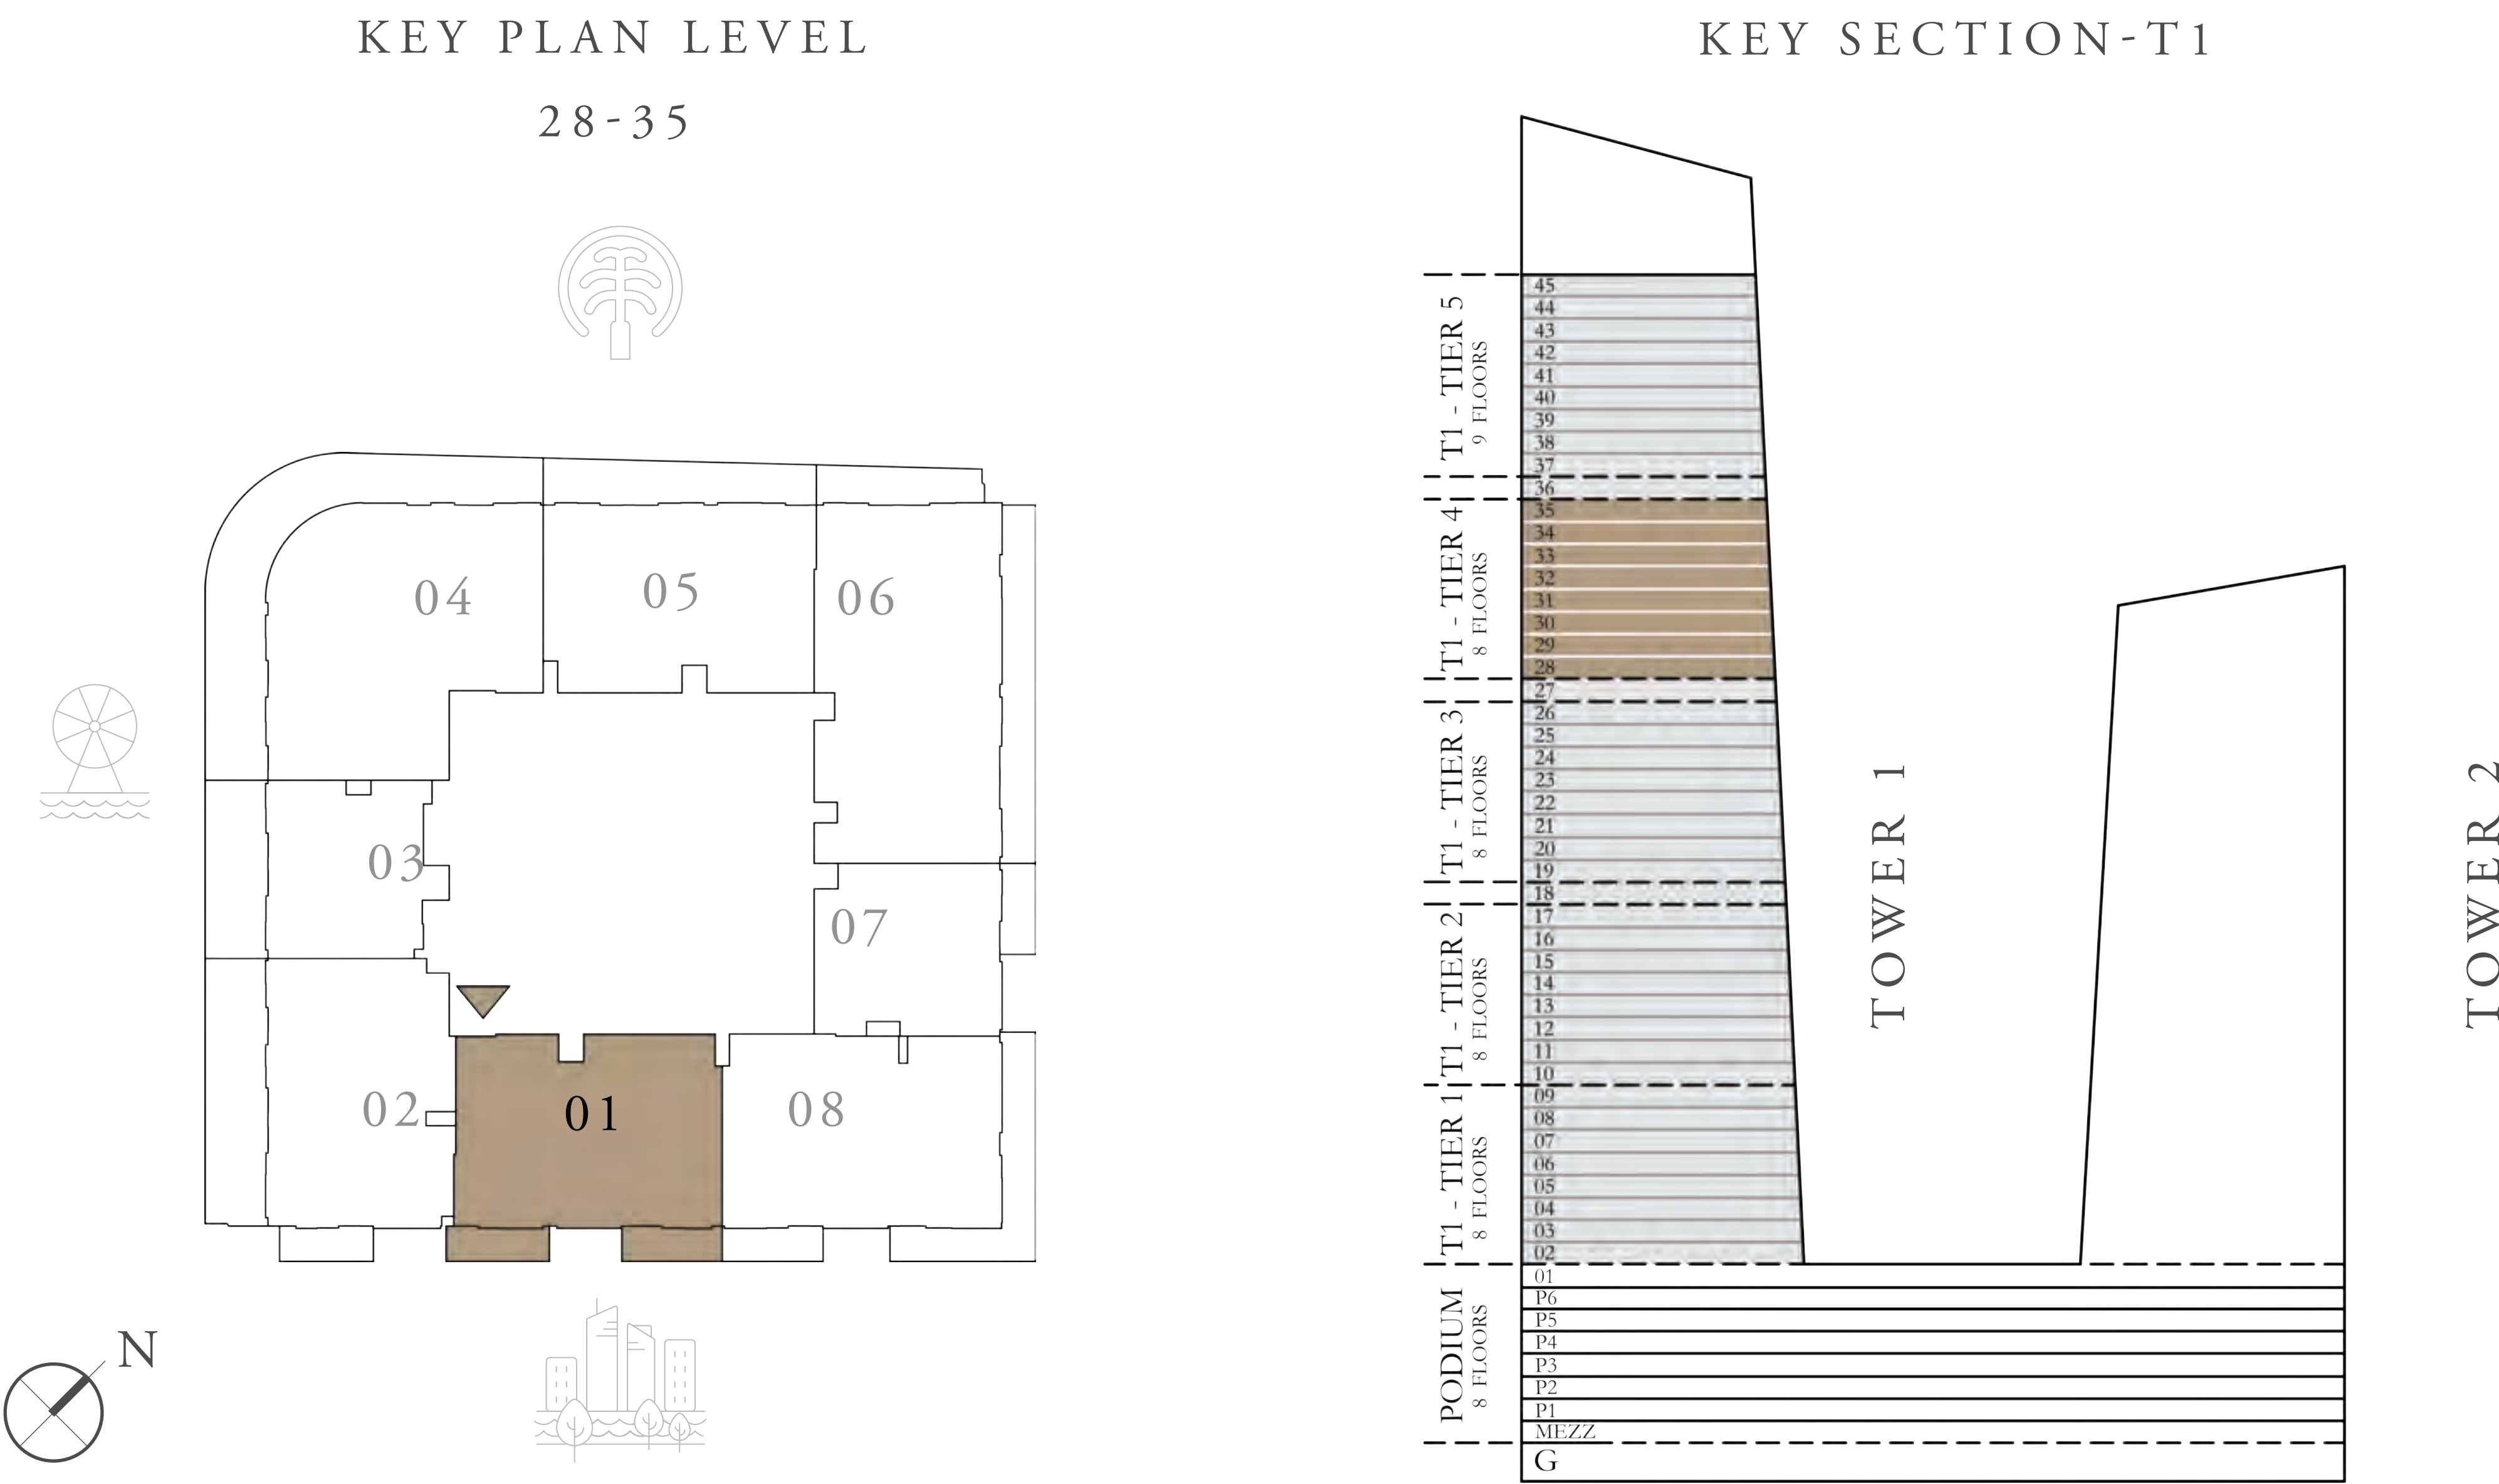 KEY PLAN LEVEL
28-35
04
05
06
03
07
02
01
08
N
KEY SECTION-T1
T1 - TIER 5
9 FLOORS
T1 - TIER 4
8 FLOORS
T1 - TIER 3
8 FLOORS
T1 - TIER 2
8 FLOORS
T1 - TIER 1
8 FLOORS
PODIUM
8 FLOORS
45
44
43
42
41
40
39
38
37
36
35
34
33
32
31
30
29
28
27
26
25
24
23
22
21
20
19
18
17
16
15
14
13
12
11
10
09
08
07
06
05
04
03
02
01
P6
P5
P4
P3
P2
P1
MEZZ
G
TOWER 1
TOWER 2